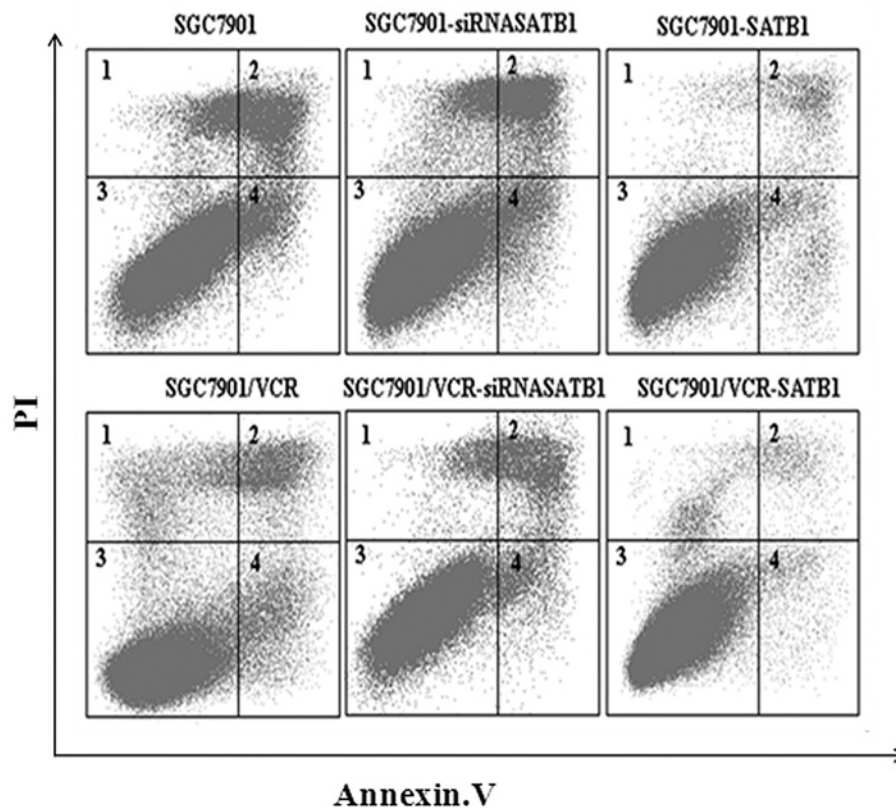 SGC7901 SGC7901-siRNASATB1 SGC7901-SATB1
1 2 1 2 1 2
3 4 3 4 3 4
SGC7901/VCR SGC7901/VCR-siRNASATB1 SGC7901/VCR-SATB1
1 2 1 2 1 2
3 4 3 4 3 4
PI
Annexin.V